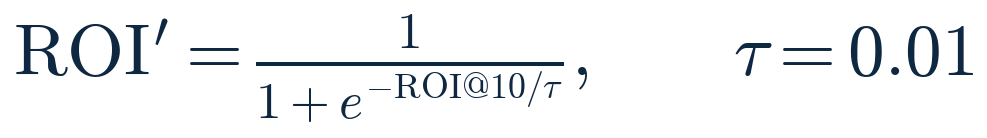 ROI′ = 1 / (1 + e^{−ROI@10/τ}), τ = 0.01